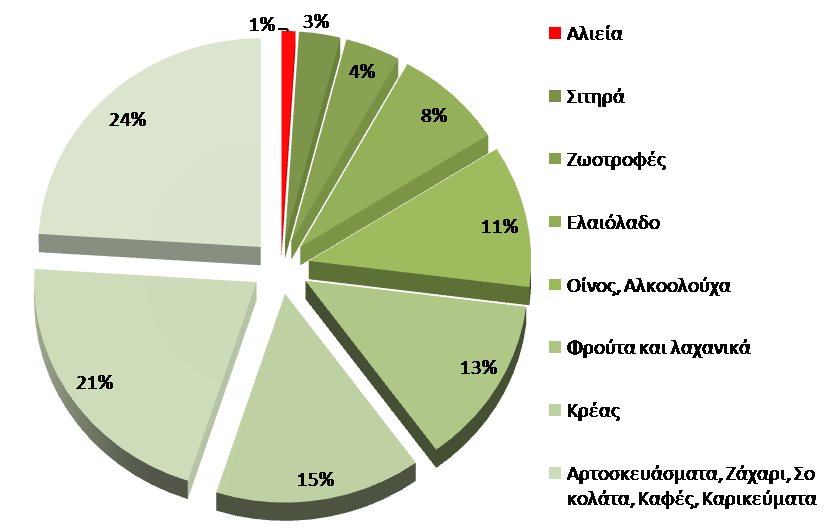 1%
3%
4%
8%
11%
13%
15%
21%
24%
Αλιεία
Σιτηρά
Ζωοτροφές
Ελαιόλαδο
Οίνος, Αλκοολούχα
Φρούτα και λαχανικά
Κρέας
Αρτοσκευάσματα, Ζάχαρι, Σο
κολάτα, Καφές, Καρικεύματα